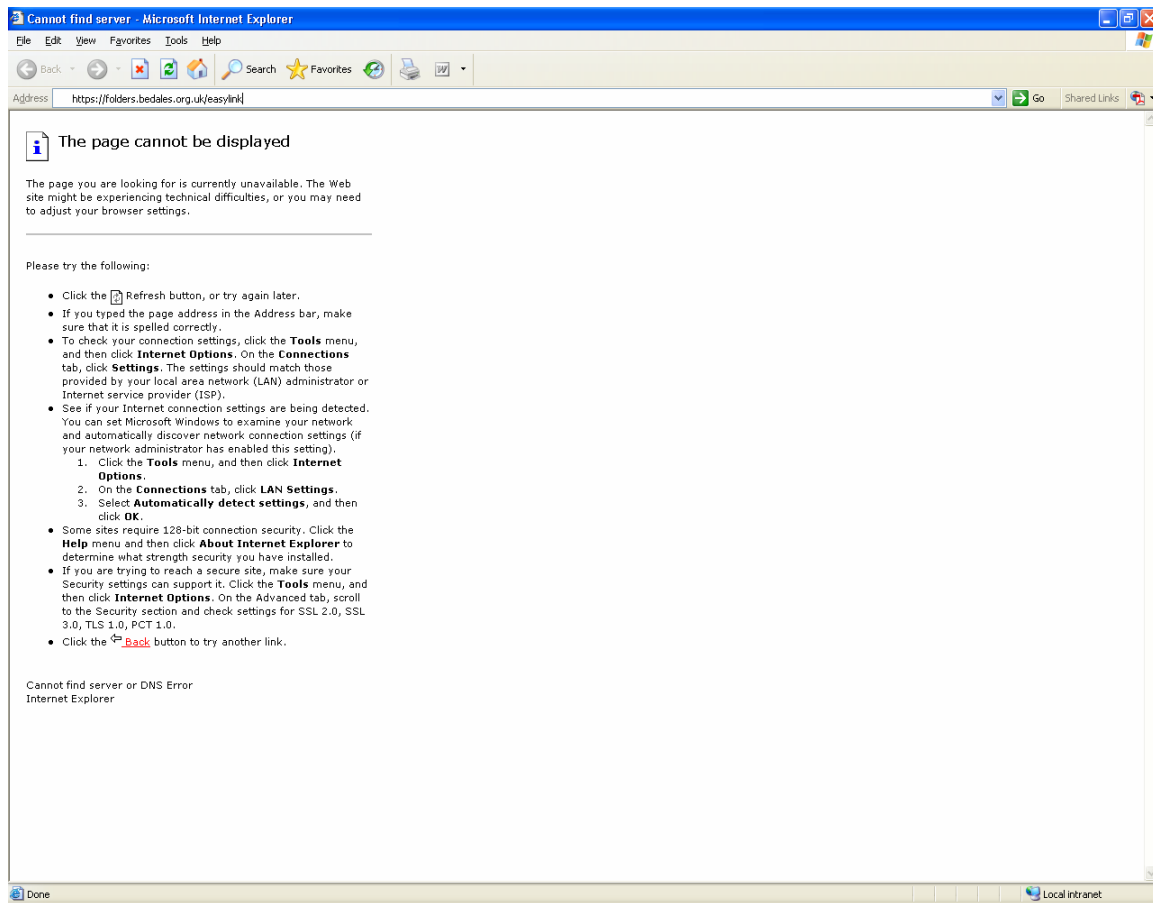 Cannot find server - Microsoft Internet Explorer
File Edit View Favorites Tools Help
Back Search Favorites
Address https://folders.bedales.org.uk/easylink Go Shared Links
The page cannot be displayed
The page you are looking for is currently unavailable. The Web
site might be experiencing technical difficulties, or you may need
to adjust your browser settings.
Please try the following:
Click the Refresh button, or try again later.
If you typed the page address in the Address bar, make
sure that it is spelled correctly.
To check your connection settings, click the Tools menu,
and then click Internet Options. On the Connections
tab, click Settings. The settings should match those
provided by your local area network (LAN) administrator or
Internet service provider (ISP).
See if your Internet connection settings are being detected.
You can set Microsoft Windows to examine your network
and automatically discover network connection settings (if
your network administrator has enabled this setting).
1. Click the Tools menu, and then click Internet
Options.
2. On the Connections tab, click LAN Settings.
3. Select Automatically detect settings, and then
click OK.
Some sites require 128-bit connection security. Click the
Help menu and then click About Internet Explorer to
determine what strength security you have installed.
If you are trying to reach a secure site, make sure your
Security settings can support it. Click the Tools menu, and
then click Internet Options. On the Advanced tab, scroll
to the Security section and check settings for SSL 2.0, SSL
3.0, TLS 1.0, PCT 1.0.
Click the Back button to try another link.
Cannot find server or DNS Error
Internet Explorer
Done Local intranet